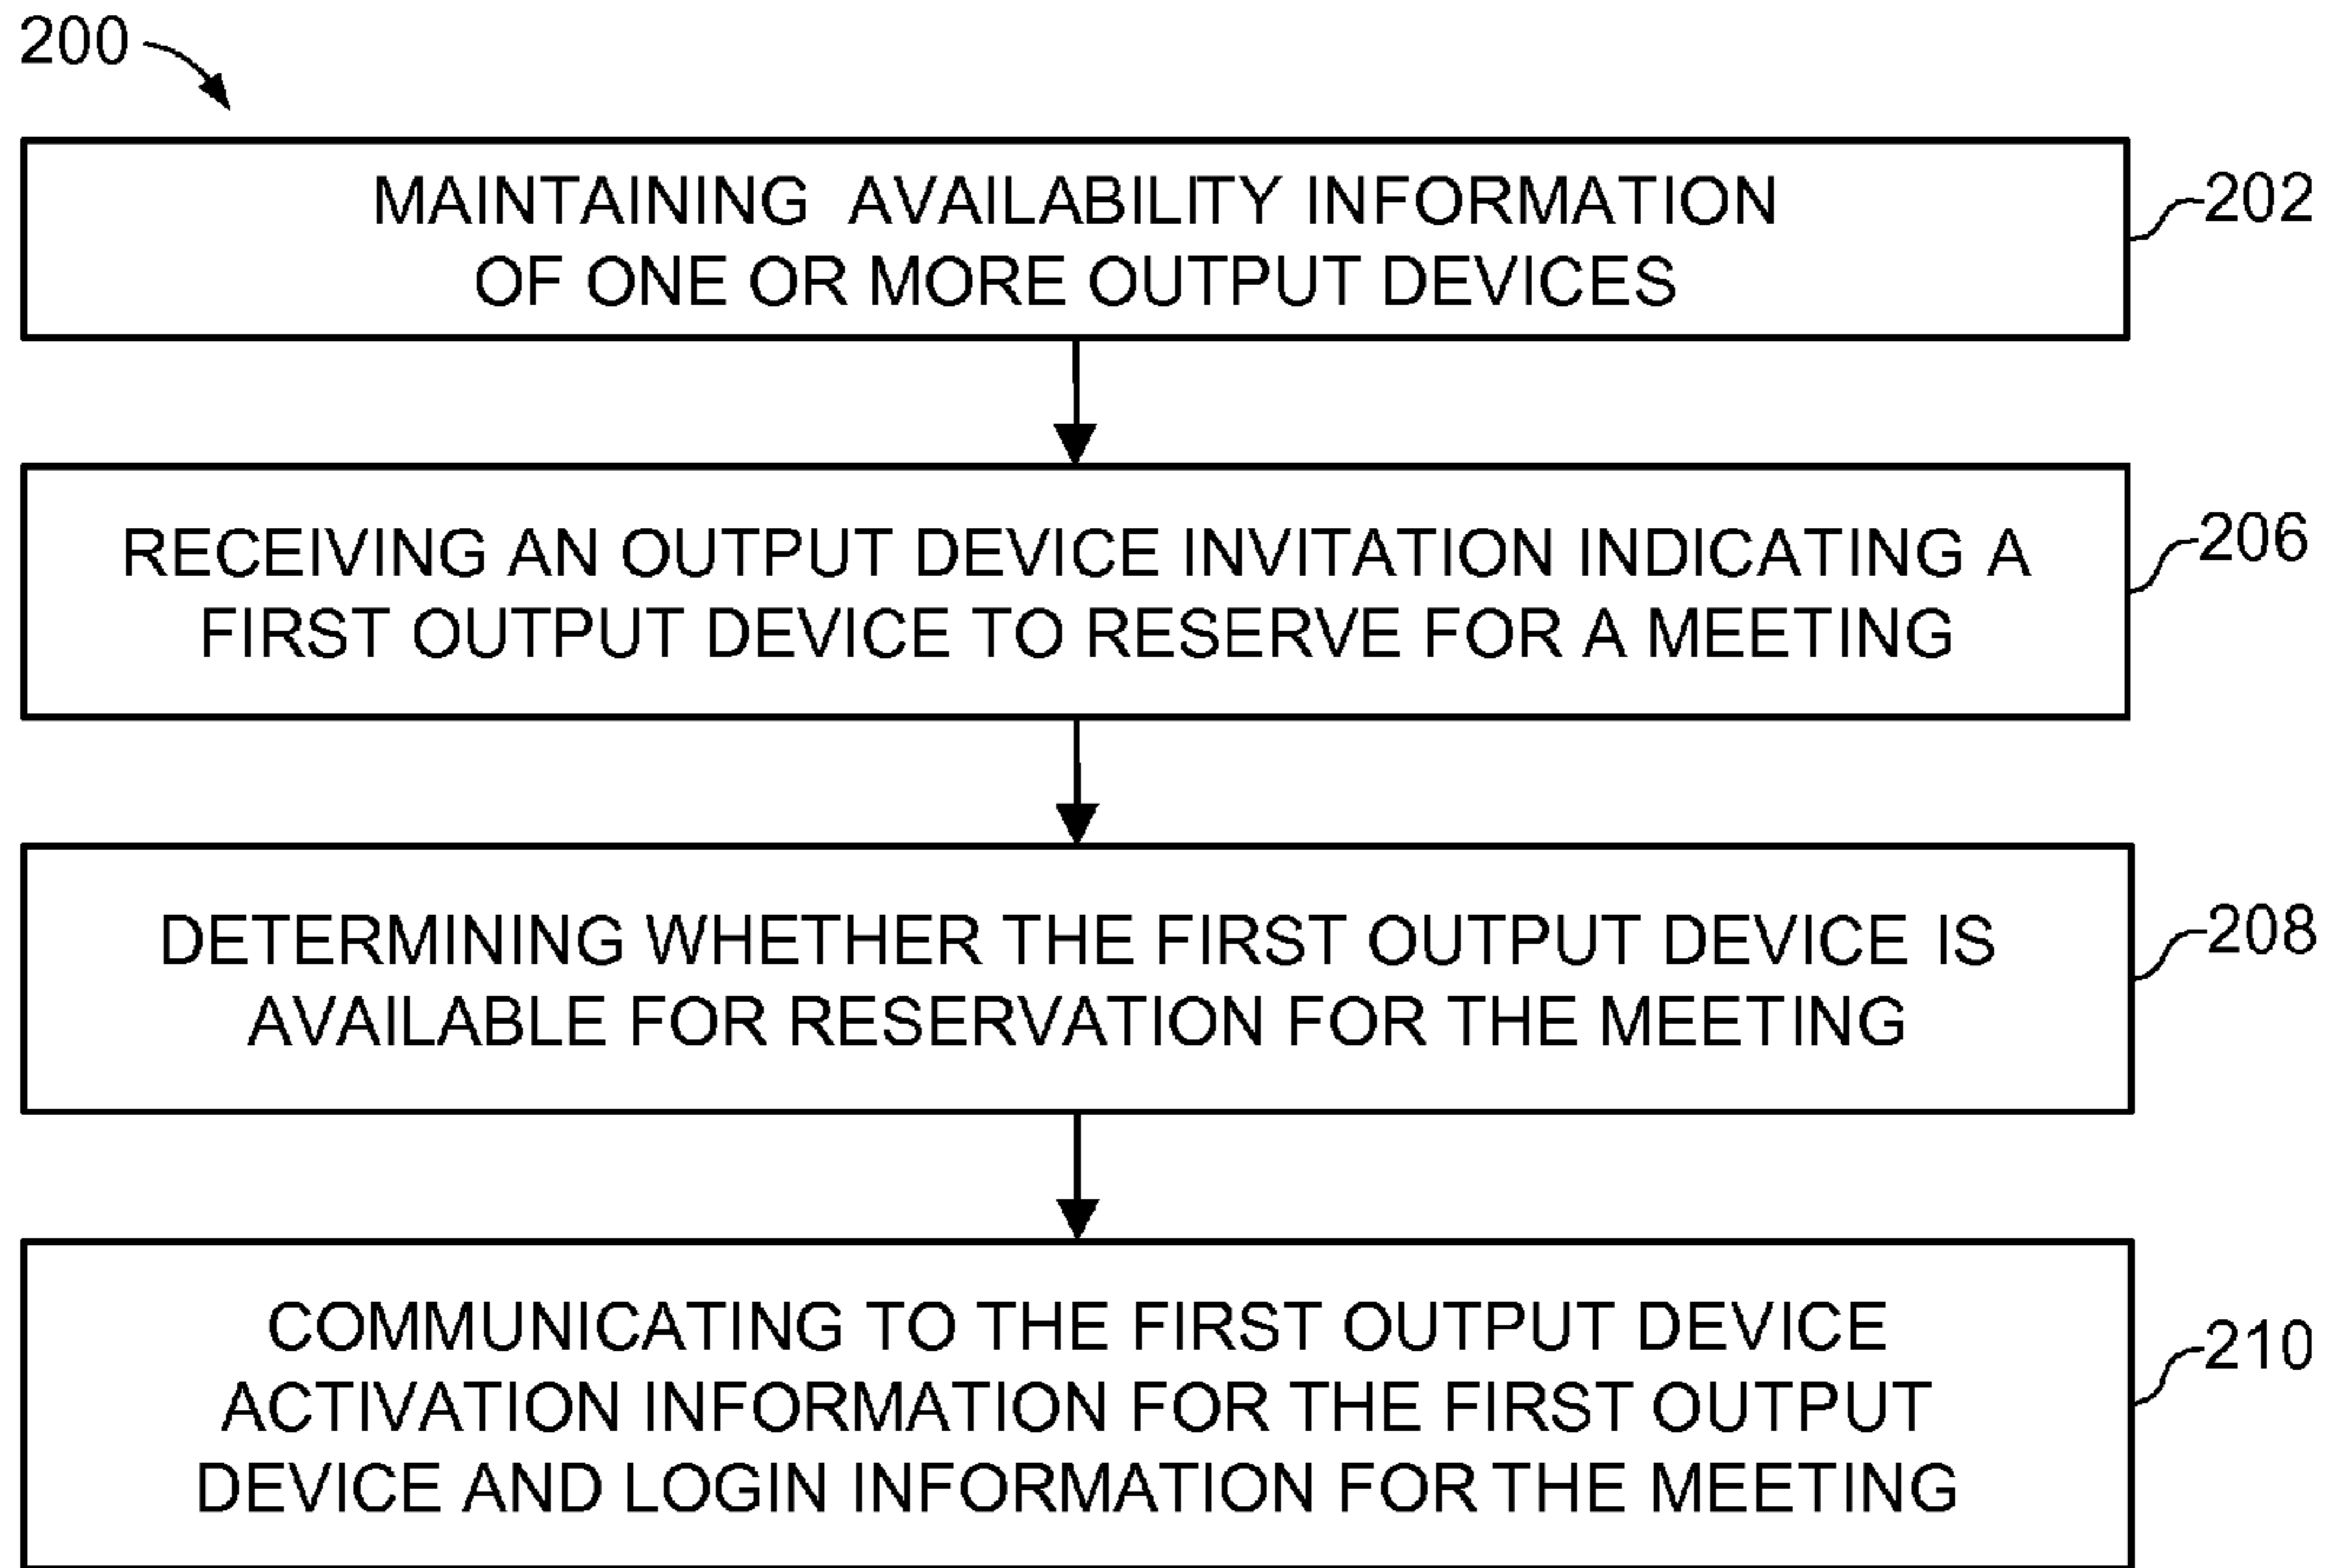 200
MAINTAINING AVAILABILITY INFORMATION
OF ONE OR MORE OUTPUT DEVICES
202
RECEIVING AN OUTPUT DEVICE INVITATION INDICATING A
FIRST OUTPUT DEVICE TO RESERVE FOR A MEETING
206
DETERMINING WHETHER THE FIRST OUTPUT DEVICE IS
AVAILABLE FOR RESERVATION FOR THE MEETING
208
COMMUNICATING TO THE FIRST OUTPUT DEVICE
ACTIVATION INFORMATION FOR THE FIRST OUTPUT
DEVICE AND LOGIN INFORMATION FOR THE MEETING
210